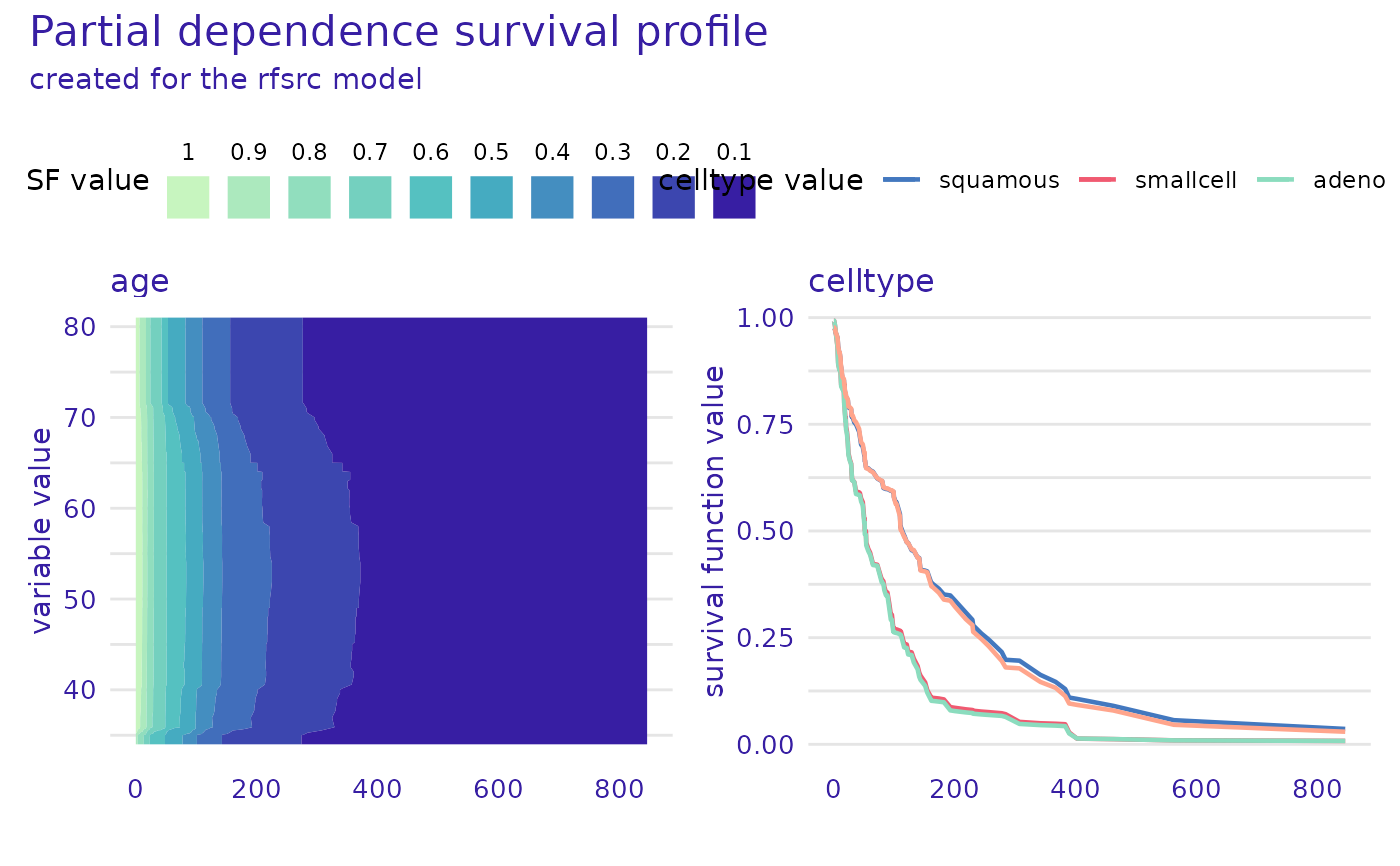 Partial dependence survival profile
created for the rfsrc model
1 0.9 0.8 0.7 0.6 0.5 0.4 0.3 0.2 0.1
SF value
celltype value squamous smallcell adeno
age
variable value
80
70
60
50
40
0 200 400 600 800
celltype
survival function value
1.00
0.75
0.50
0.25
0.00
0 200 400 600 800